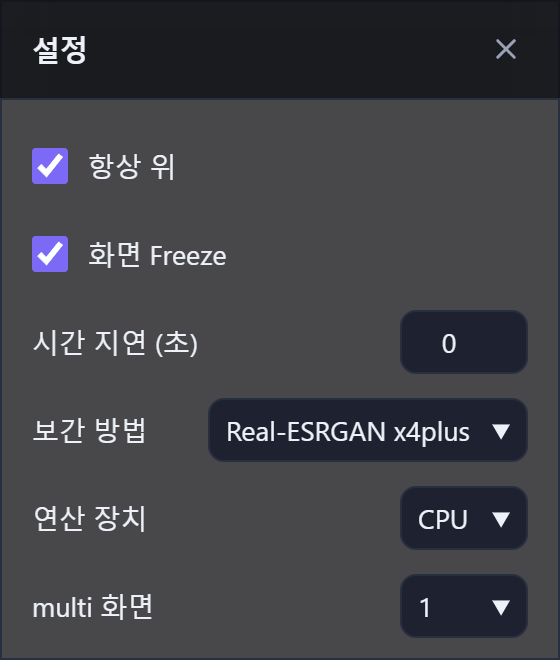 설정
항상 위
화면 Freeze
시간 지연 (초) 0
보간 방법 Real-ESRGAN x4plus
연산 장치 CPU
multi 화면 1